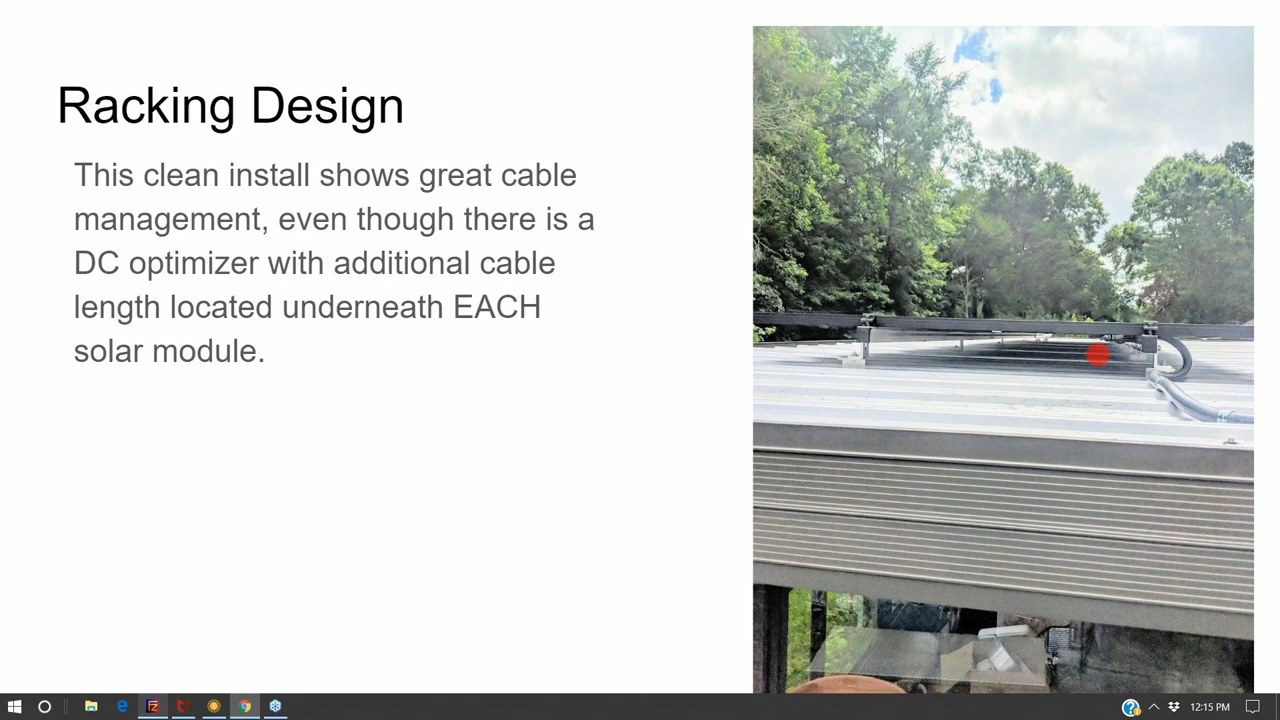 Racking Design
This clean install shows great cable
management, even though there is a
DC optimizer with additional cable
length located underneath EACH
solar module.
12:15 PM